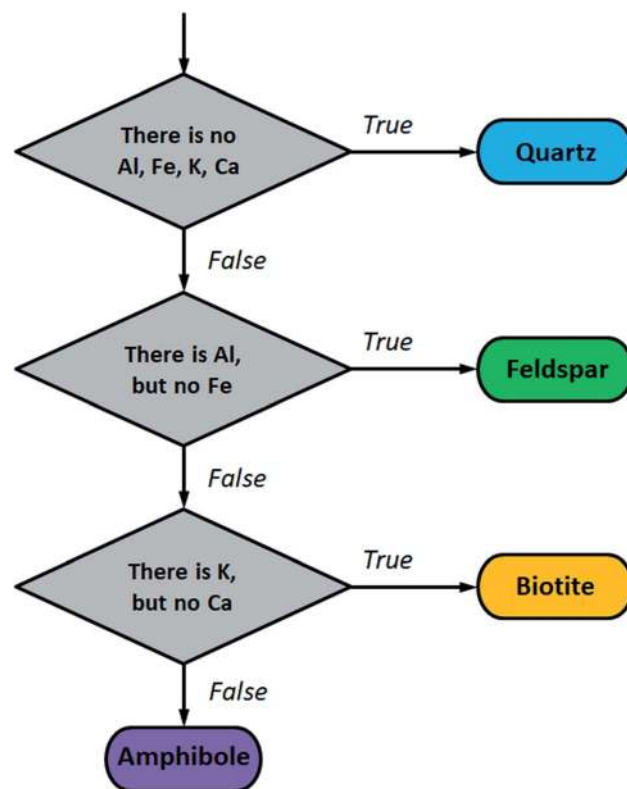 There is no
Al, Fe, K, Ca
True
Quartz
False
There is Al,
but no Fe
True
Feldspar
False
There is K,
but no Ca
True
Biotite
False
Amphibole